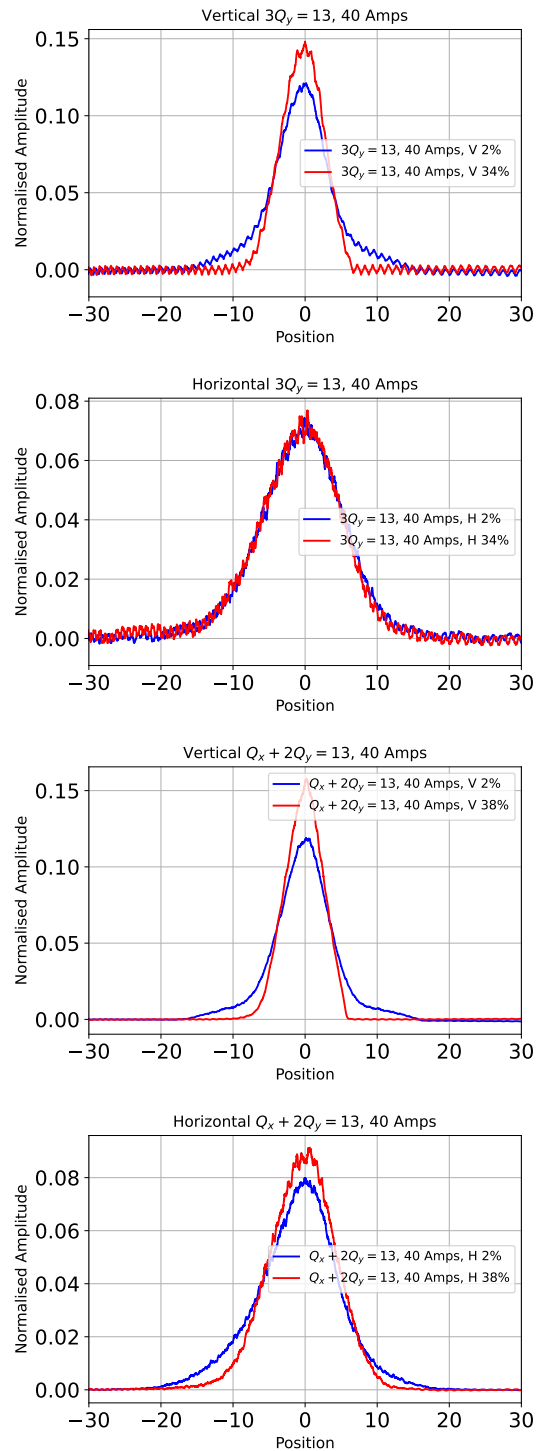 Vertical 3Q_y = 13, 40 Amps
0.15
0.10
0.05
0.00
Normalised Amplitude
3Q_y = 13, 40 Amps, V 2%
3Q_y = 13, 40 Amps, V 34%
−30 −20 −10 0 10 20 30
Position
Horizontal 3Q_y = 13, 40 Amps
0.08
0.06
0.04
0.02
0.00
Normalised Amplitude
3Q_y = 13, 40 Amps, H 2%
3Q_y = 13, 40 Amps, H 34%
−30 −20 −10 0 10 20 30
Position
Vertical Q_x + 2Q_y = 13, 40 Amps
0.15
0.10
0.05
0.00
Normalised Amplitude
Q_x + 2Q_y = 13, 40 Amps, V 2%
Q_x + 2Q_y = 13, 40 Amps, V 38%
−30 −20 −10 0 10 20 30
Position
Horizontal Q_x + 2Q_y = 13, 40 Amps
0.08
0.06
0.04
0.02
0.00
Normalised Amplitude
Q_x + 2Q_y = 13, 40 Amps, H 2%
Q_x + 2Q_y = 13, 40 Amps, H 38%
−30 −20 −10 0 10 20 30
Position